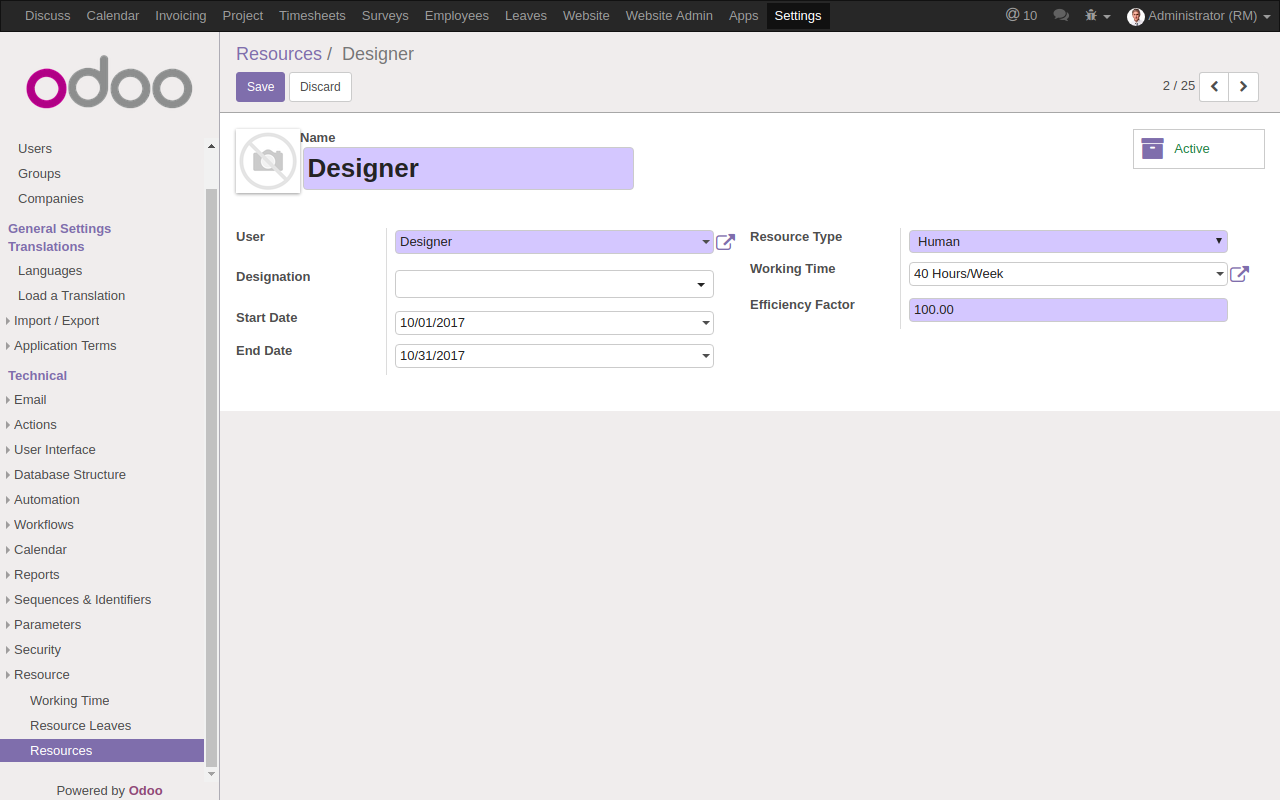 Discuss Calendar Invoicing Project Timesheets Surveys Employees Leaves Website Website Admin Apps Settings @ 10 Administrator (RM)
odoo
Users
Groups
Companies
General Settings
Translations
Languages
Load a Translation
Import / Export
Application Terms
Technical
Email
Actions
User Interface
Database Structure
Automation
Workflows
Calendar
Reports
Sequences & Identifiers
Parameters
Security
Resource
Working Time
Resource Leaves
Resources
Powered by Odoo
Resources / Designer
Save Discard 2 / 25
Name
Designer
Active
User Designer
Designation
Start Date 10/01/2017
End Date 10/31/2017
Resource Type Human
Working Time 40 Hours/Week
Efficiency Factor 100.00